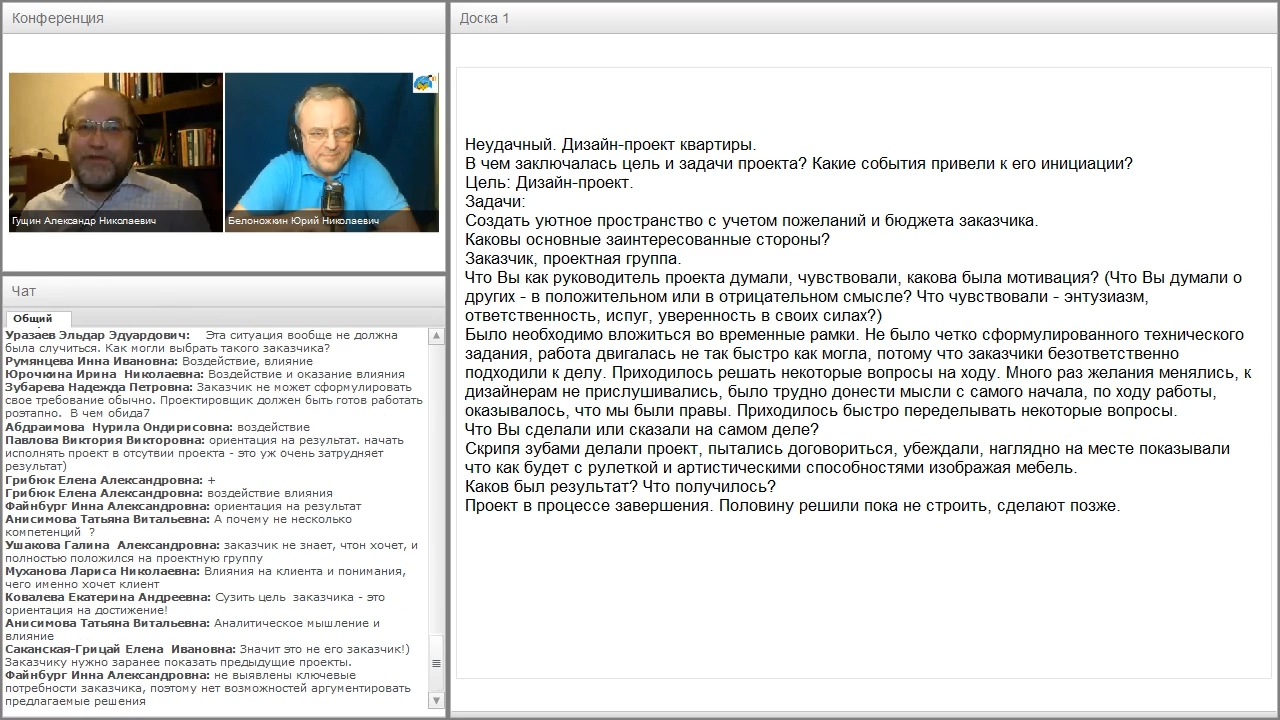 Конференция
Гущин Александр Николаевич
Белоножкин Юрий Николаевич
Чат
Общий
Уразаев Эльдар Эдуардович: Эта ситуация вообще не должна
была случиться. Как могли выбрать такого заказчика?
Румянцева Инна Ивановна: Воздействие, влияние
Юрочкина Ирина Николаевна: Воздействие и оказание влияния
Зубарева Надежда Петровна: Заказчик не может сформулировать
свое требование обычно. Проектировщик должен быть готов работать
роэтапно. В чем обида7
Абдраимова Нурила Ондирисовна: воздействие
Павлова Виктория Викторовна: ориентация на результат. начать
исполнять проект в отсутвии проекта - это уж очень затрудняет
результат)
Грибюк Елена Александровна: +
Грибюк Елена Александровна: воздействие влияния
Файнбург Инна Александровна: ориентация на результат
Анисимова Татьяна Витальевна: А почему не несколько
компетенций ?
Ушакова Галина Александровна: заказчик не знает, чтон хочет, и
полностью положился на проектную группу
Муханова Лариса Николаевна: Влияния на клиента и понимания,
чего именно хочет клиент
Ковалева Екатерина Андреевна: Сузить цель заказчика - это
ориентация на достижение!
Анисимова Татьяна Витальевна: Аналитическое мышление и
влияние
Саканская-Грицай Елена Ивановна: Значит это не его заказчик!)
Заказчику нужно заранее показать предыдущие проекты.
Файнбург Инна Александровна: не выявлены ключевые
потребности заказчика, поэтому нет возможностей аргументировать
предлагаемые решения
Доска 1
Неудачный. Дизайн-проект квартиры.
В чем заключалась цель и задачи проекта? Какие события привели к его инициации?
Цель: Дизайн-проект.
Задачи:
Создать уютное пространство с учетом пожеланий и бюджета заказчика.
Каковы основные заинтересованные стороны?
Заказчик, проектная группа.
Что Вы как руководитель проекта думали, чувствовали, какова была мотивация? (Что Вы думали о
других - в положительном или в отрицательном смысле? Что чувствовали - энтузиазм,
ответственность, испуг, уверенность в своих силах?)
Было необходимо вложиться во временные рамки. Не было четко сформулированного технического
задания, работа двигалась не так быстро как могла, потому что заказчики безответственно
подходили к делу. Приходилось решать некоторые вопросы на ходу. Много раз желания менялись, к
дизайнерам не прислушивались, было трудно донести мысли с самого начала, по ходу работы,
оказывалось, что мы были правы. Приходилось быстро переделывать некоторые вопросы.
Что Вы сделали или сказали на самом деле?
Скрипя зубами делали проект, пытались договориться, убеждали, наглядно на месте показывали
что как будет с рулеткой и артистическими способностями изображая мебель.
Каков был результат? Что получилось?
Проект в процессе завершения. Половину решили пока не строить, сделают позже.